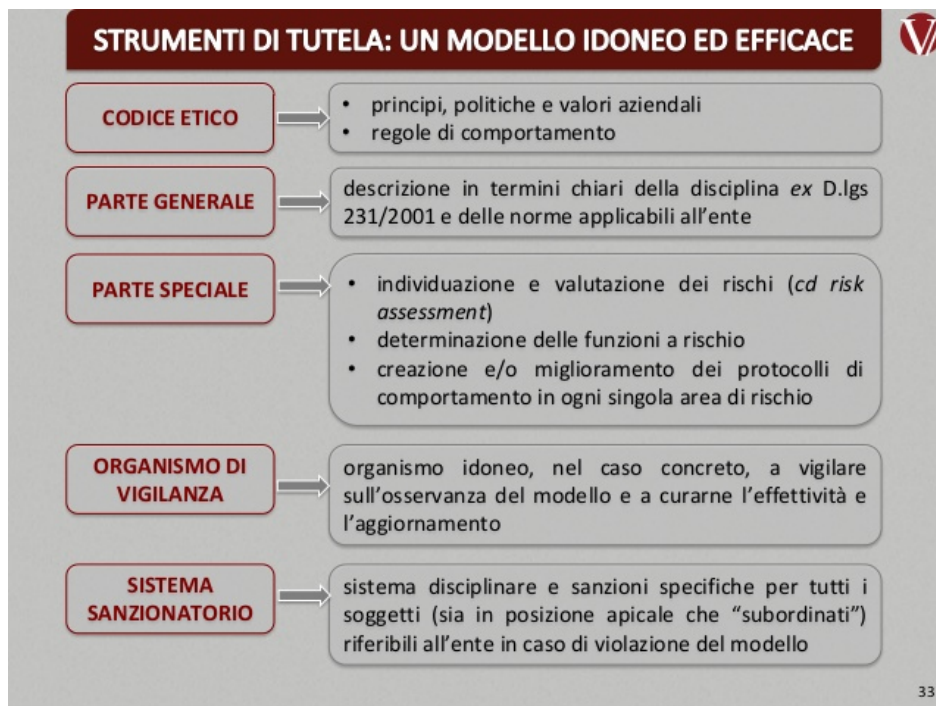 STRUMENTI DI TUTELA: UN MODELLO IDONEO ED EFFICACE
CODICE ETICO
• principi, politiche e valori aziendali
• regole di comportamento
PARTE GENERALE
descrizione in termini chiari della disciplina ex D.lgs
231/2001 e delle norme applicabili all'ente
PARTE SPECIALE
• individuazione e valutazione dei rischi (cd risk
assessment)
• determinazione delle funzioni a rischio
• creazione e/o miglioramento dei protocolli di
comportamento in ogni singola area di rischio
ORGANISMO DI
VIGILANZA
organismo idoneo, nel caso concreto, a vigilare
sull'osservanza del modello e a curarne l'effettività e
l'aggiornamento
SISTEMA
SANZIONATORIO
sistema disciplinare e sanzioni specifiche per tutti i
soggetti (sia in posizione apicale che "subordinati")
riferibili all'ente in caso di violazione del modello
33